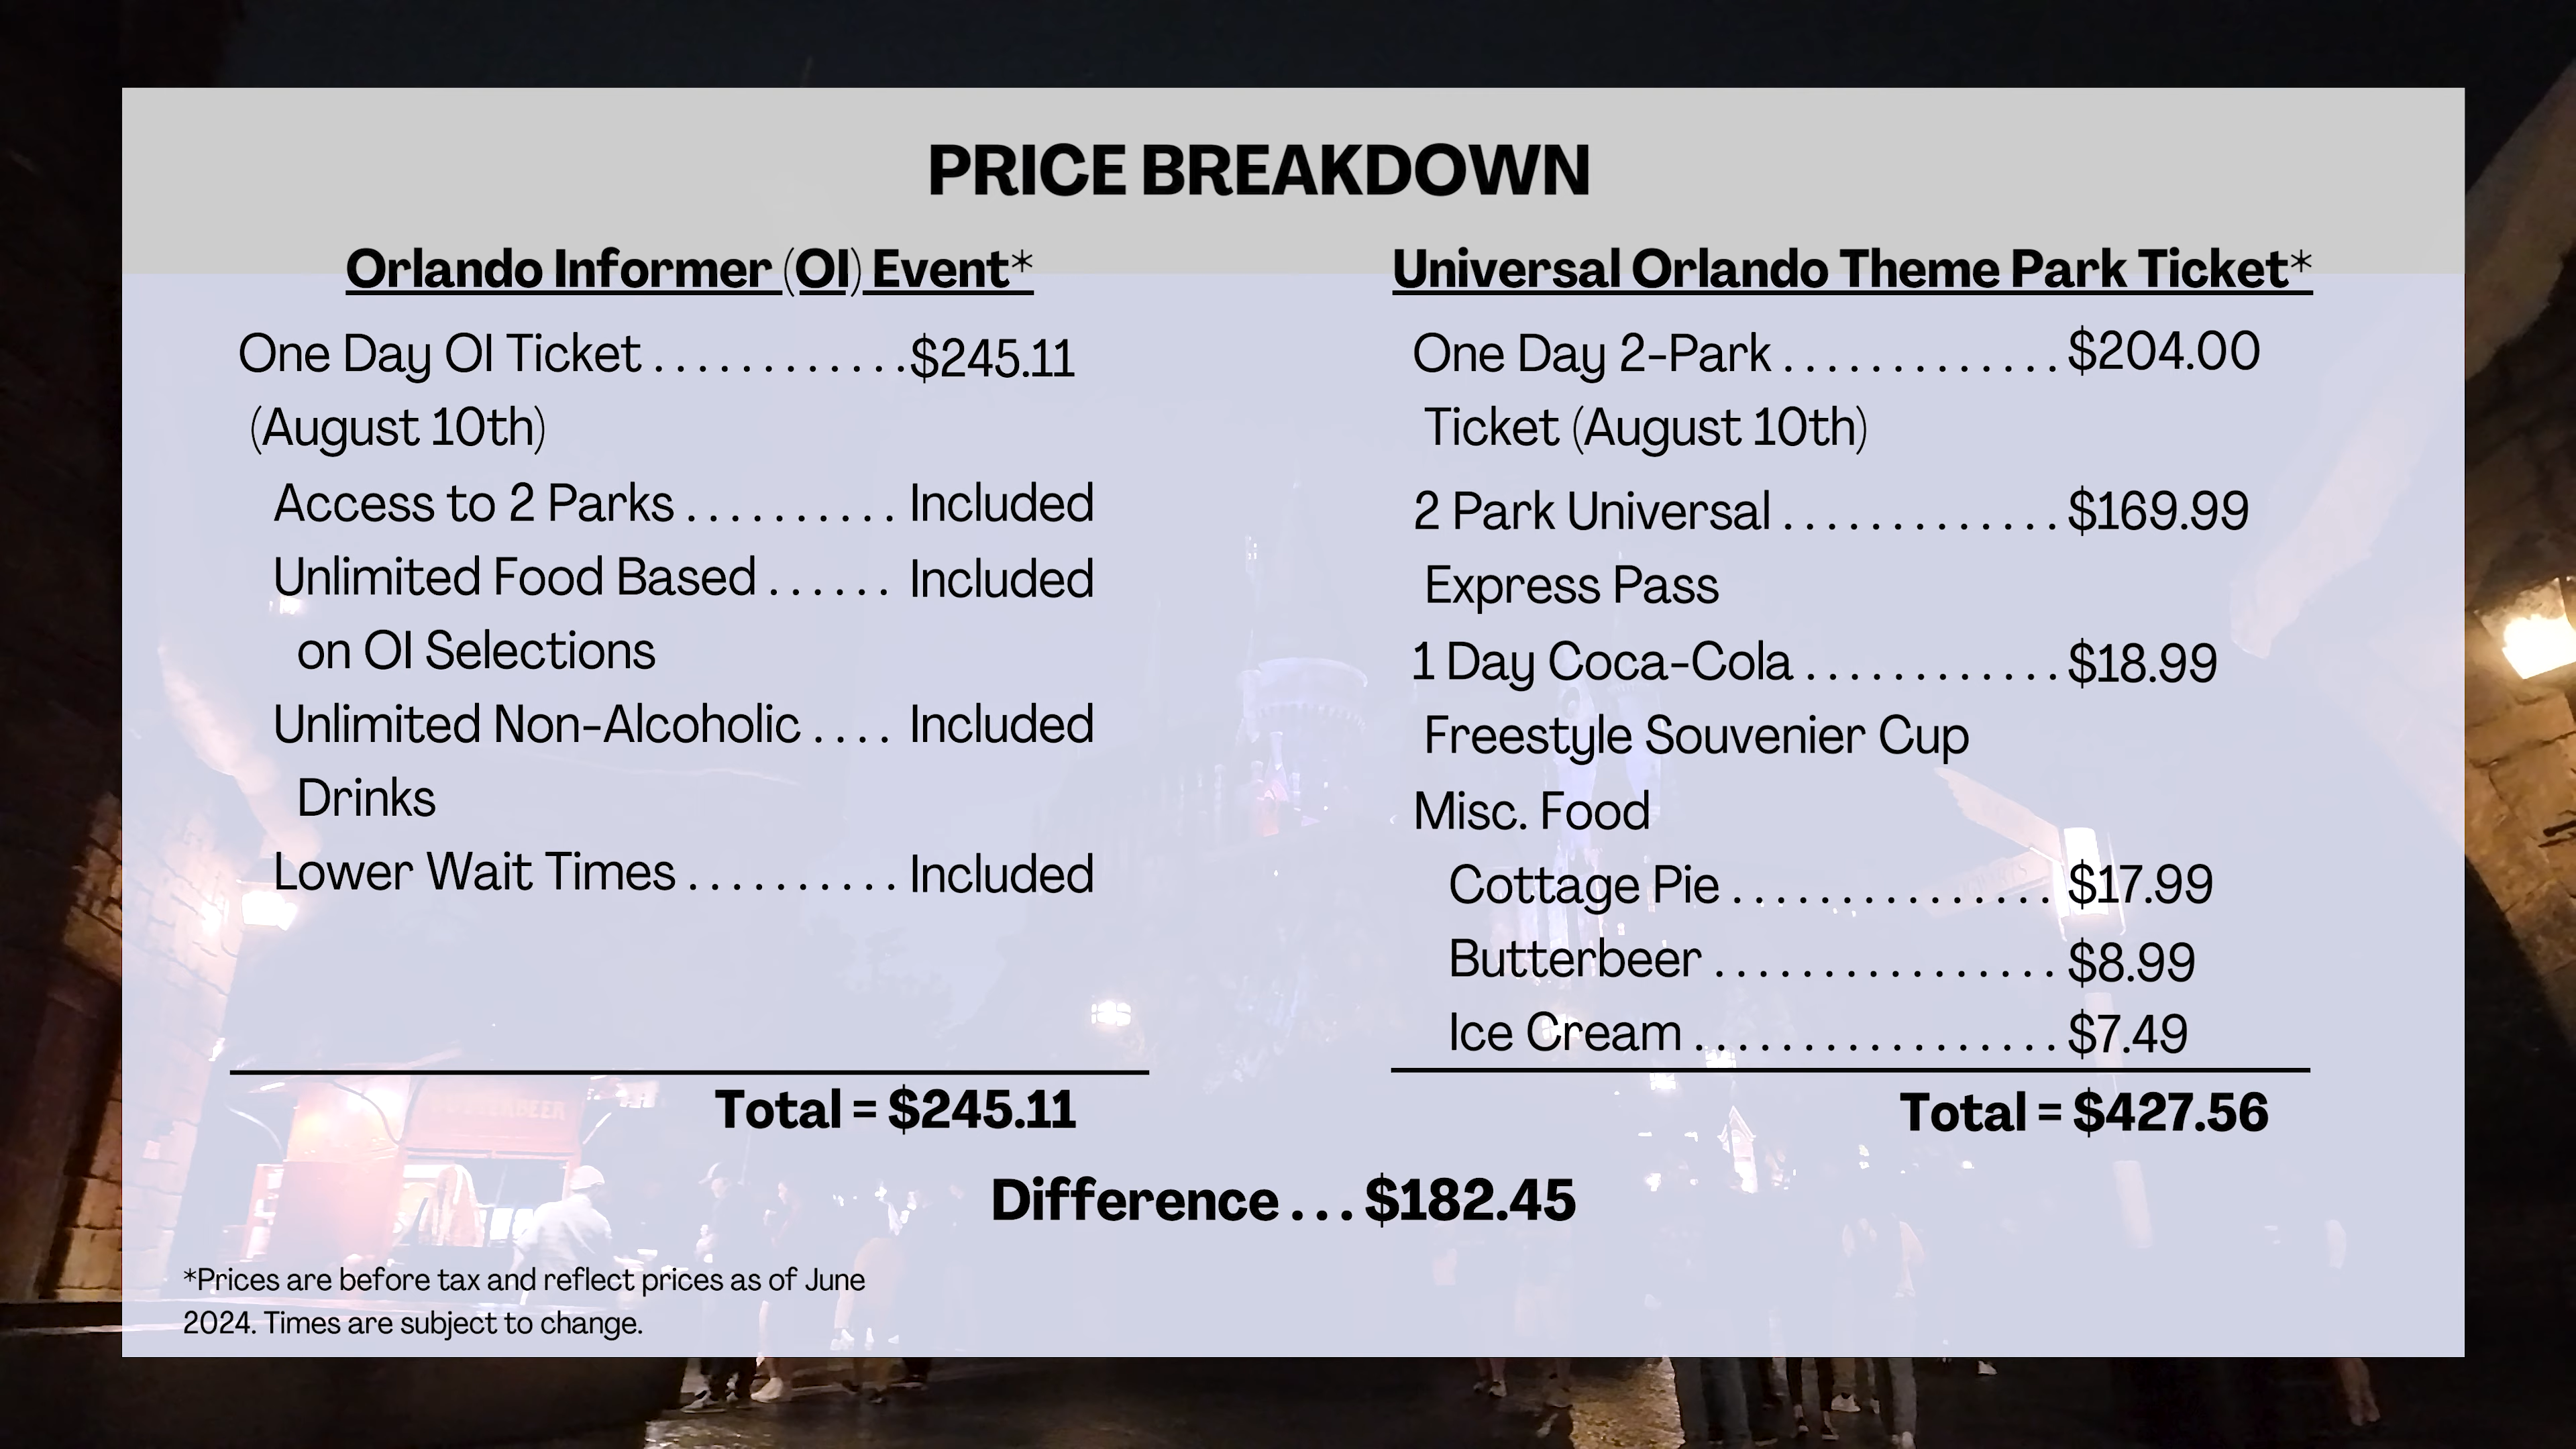 PRICE BREAKDOWN
Orlando Informer (OI) Event*
One Day OI Ticket ............$245.11
(August 10th)
Access to 2 Parks .......... Included
Unlimited Food Based ...... Included
on OI Selections
Unlimited Non-Alcoholic .... Included
Drinks
Lower Wait Times .......... Included
Total = $245.11
Universal Orlando Theme Park Ticket*
One Day 2-Park ............. $204.00
Ticket (August 10th)
2 Park Universal ............. $169.99
Express Pass
1 Day Coca-Cola ............ $18.99
Freestyle Souvenier Cup
Misc. Food
Cottage Pie ............... $17.99
Butterbeer ................ $8.99
Ice Cream ................. $7.49
Total = $427.56
Difference ... $182.45
*Prices are before tax and reflect prices as of June
2024. Times are subject to change.
BUTTERBEER